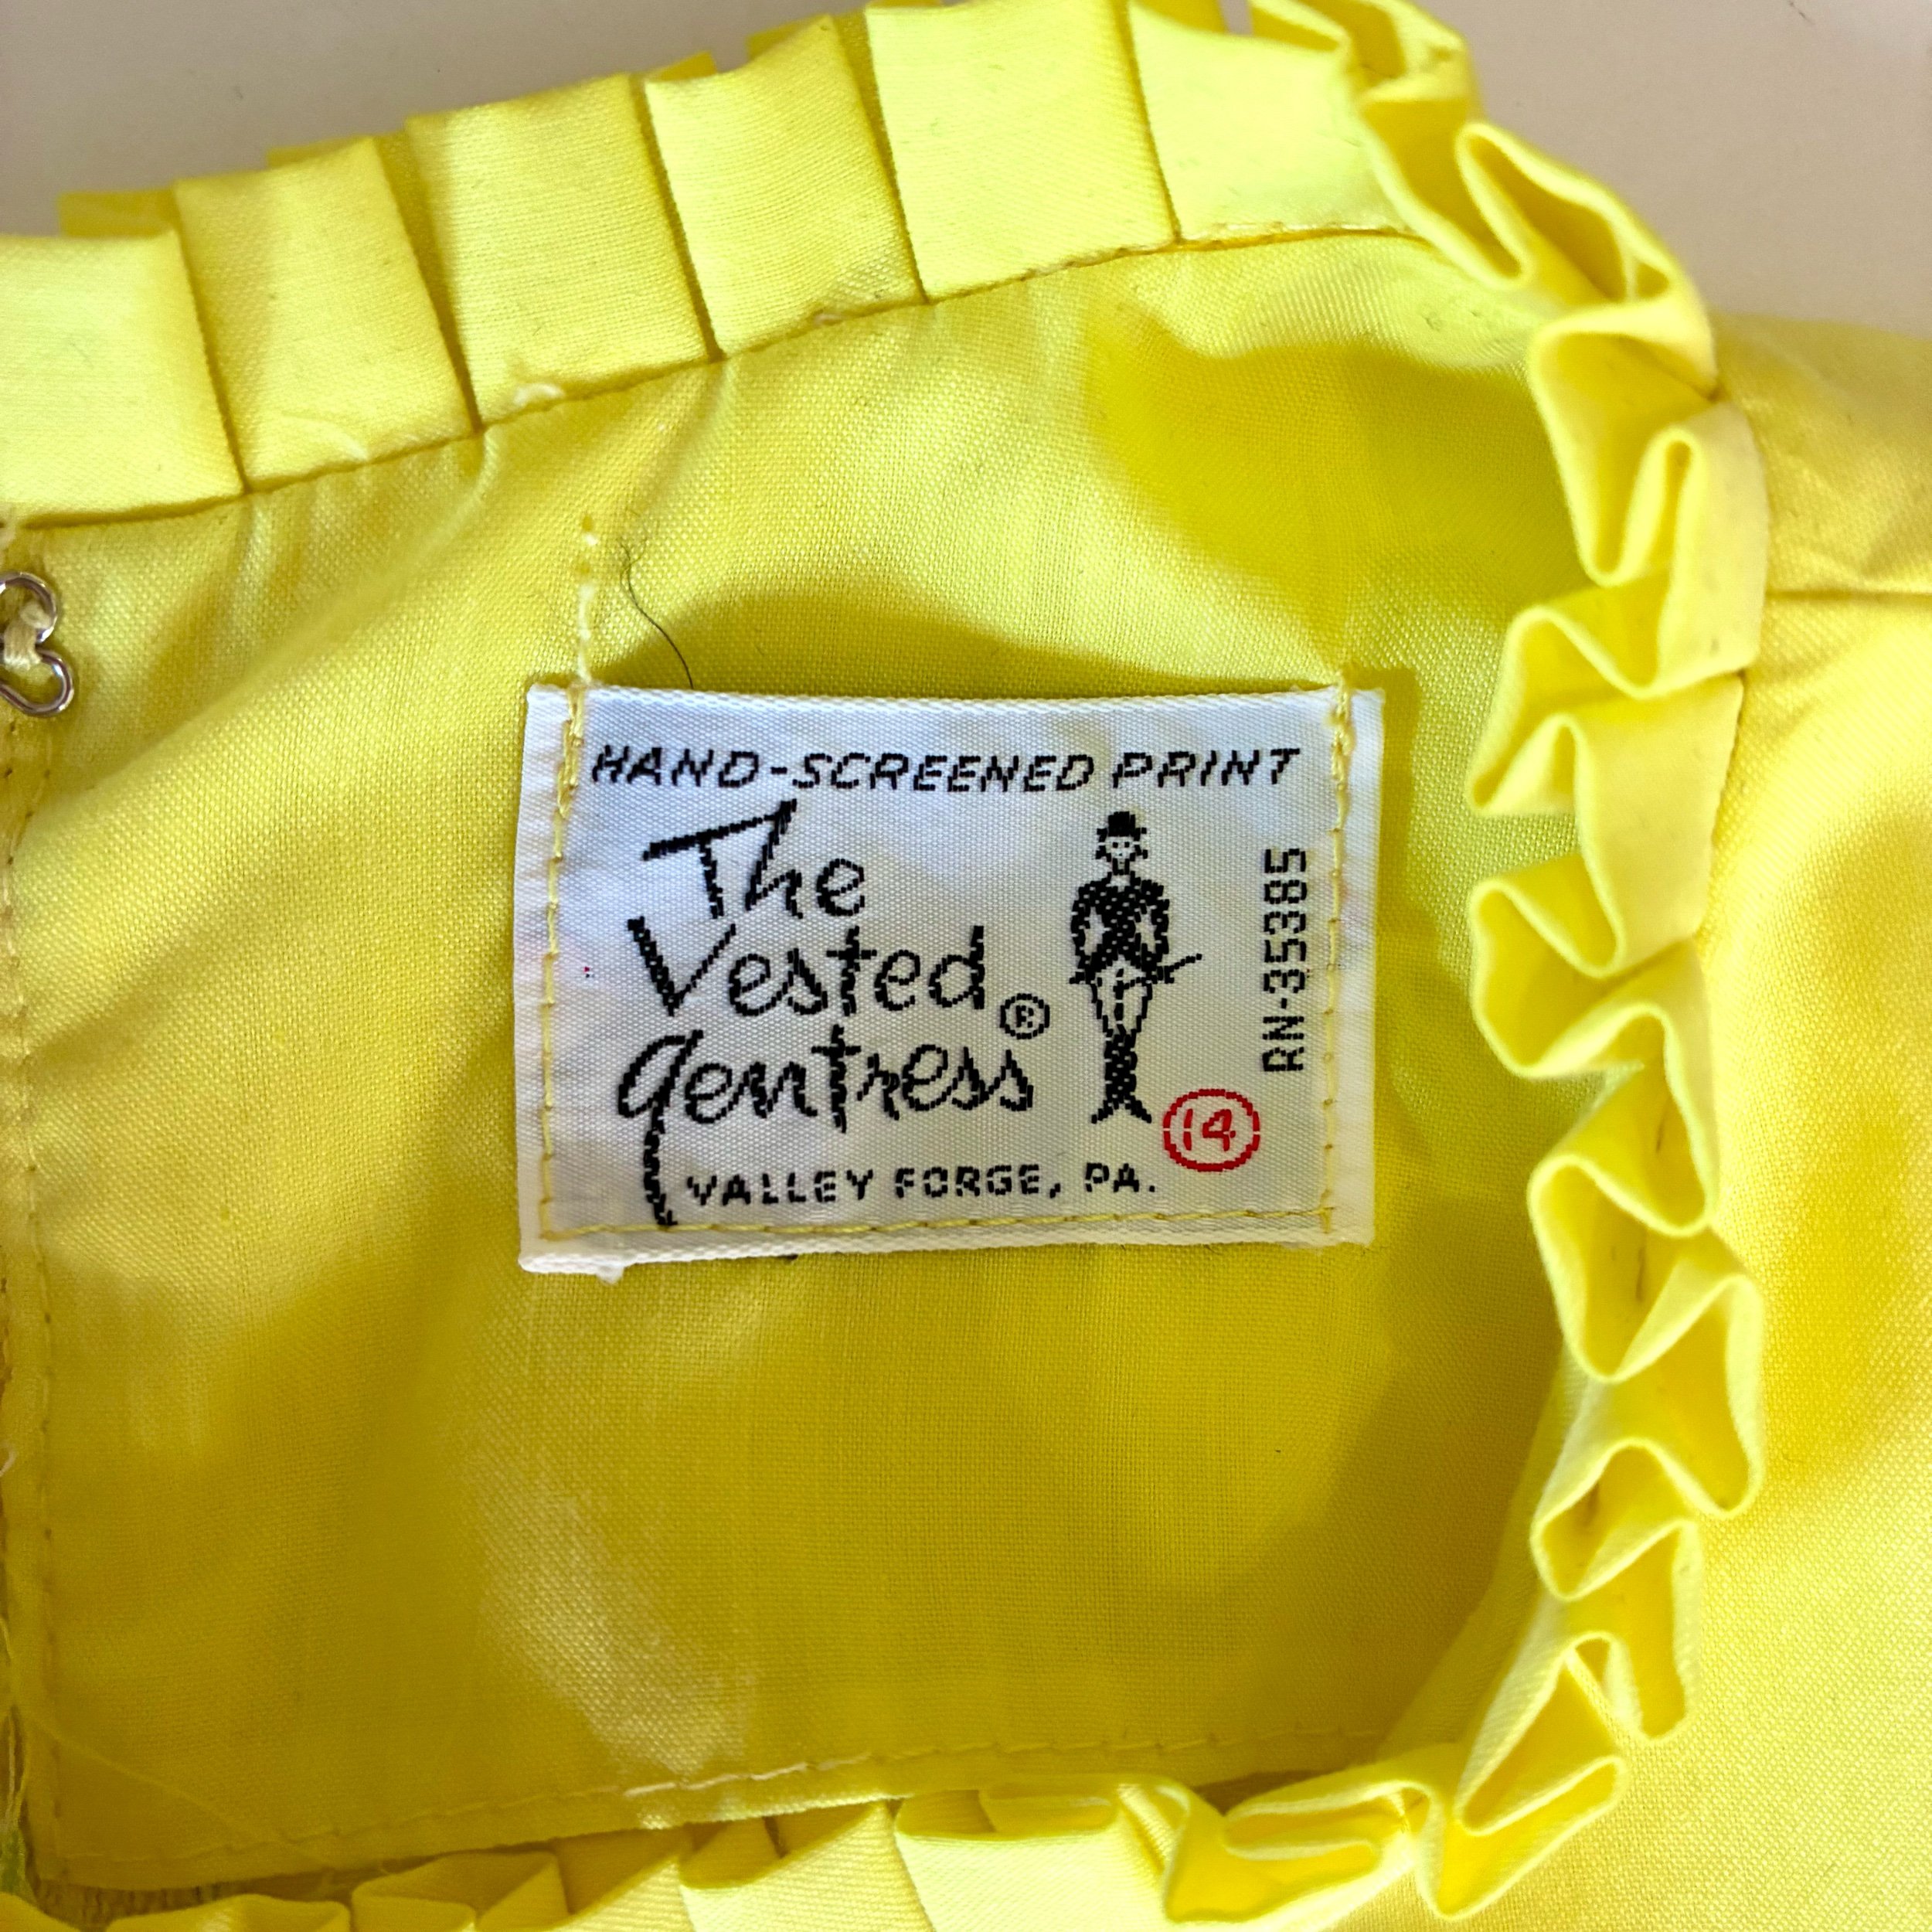 HAND-SCREENED PRINT
The
Vested
Gentress ®
VALLEY FORGE, PA.
14
RN-35385